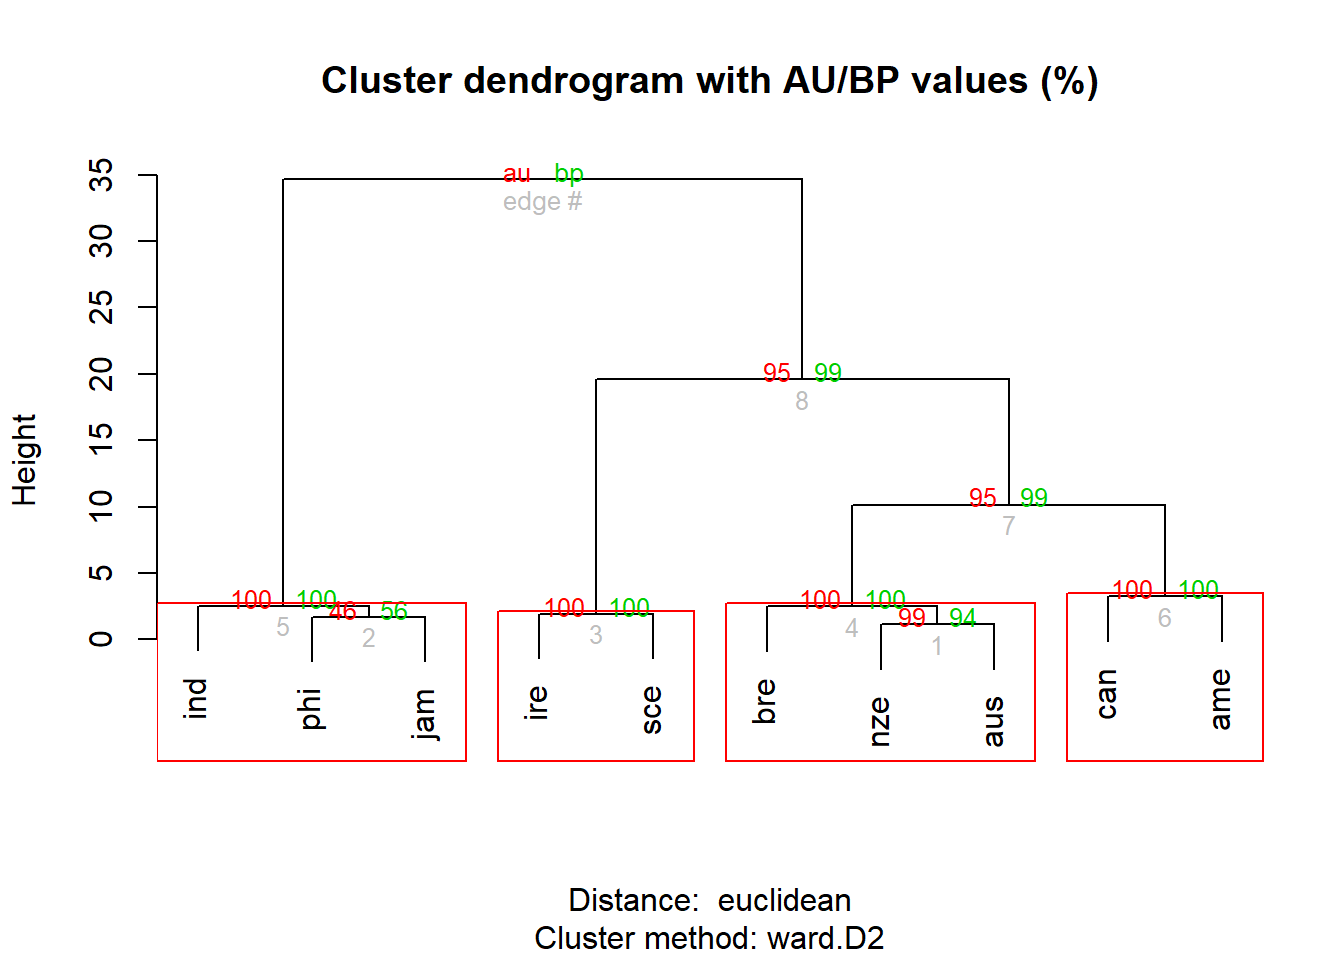 Cluster dendrogram with AU/BP values (%)
Height
35
30
25
20
15
10
5
0
au bp
edge #
95 99
8
95 99
7
100 100
5
46 56
2
100 100
3
100 100
4
99 94
1
100 100
6
ind
phi
jam
ire
sce
bre
nze
aus
can
ame
Distance: euclidean
Cluster method: ward.D2